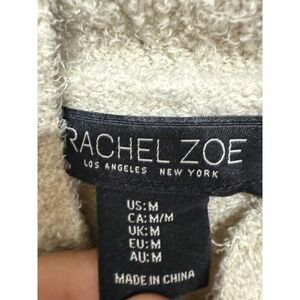 RACHEL ZOE
LOS ANGELES NEW YORK
US: M
CA: M/M
UK: M
EU: M
AU: M
MADE IN CHINA